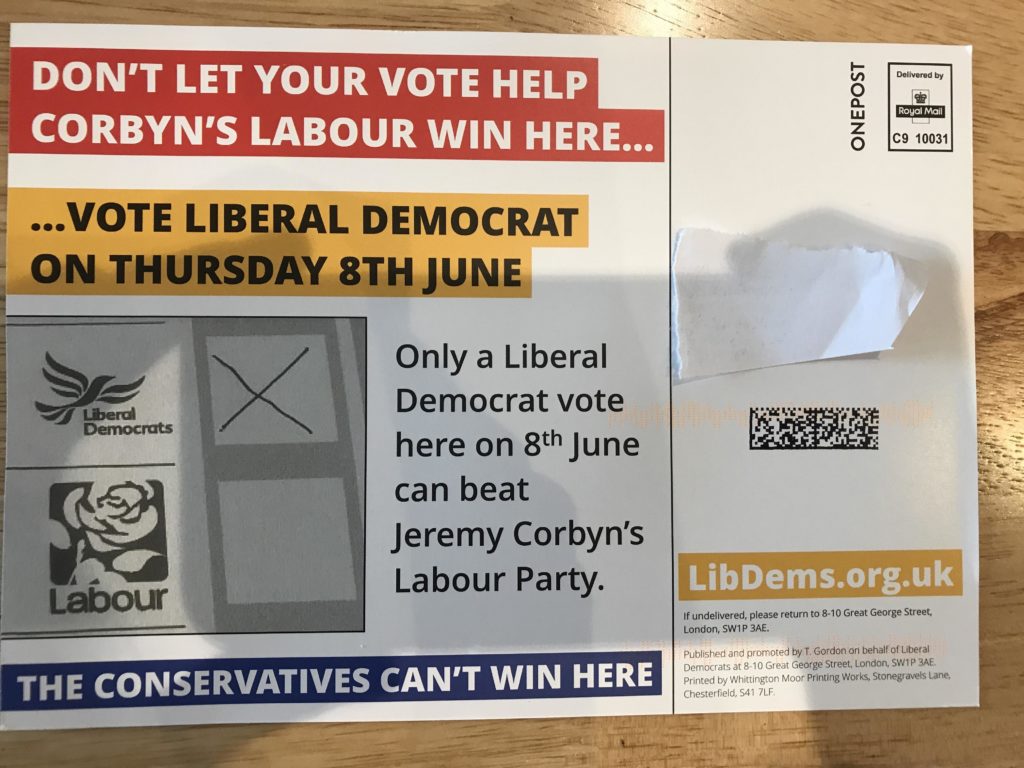 DON'T LET YOUR VOTE HELP
CORBYN'S LABOUR WIN HERE...
...VOTE LIBERAL DEMOCRAT
ON THURSDAY 8TH JUNE
Liberal
Democrats
Labour
Only a Liberal
Democrat vote
here on 8th June
can beat
Jeremy Corbyn's
Labour Party.
THE CONSERVATIVES CAN'T WIN HERE
ONEPOST
Delivered by
Royal Mail
C9 10031
LibDems.org.uk
If undelivered, please return to 8-10 Great George Street,
London, SW1P 3AE.
Published and promoted by T. Gordon on behalf of Liberal
Democrats at 8-10 Great George Street, London, SW1P 3AE.
Printed by Whittington Moor Printing Works, Stonegravels Lane,
Chesterfield, S41 7LF.